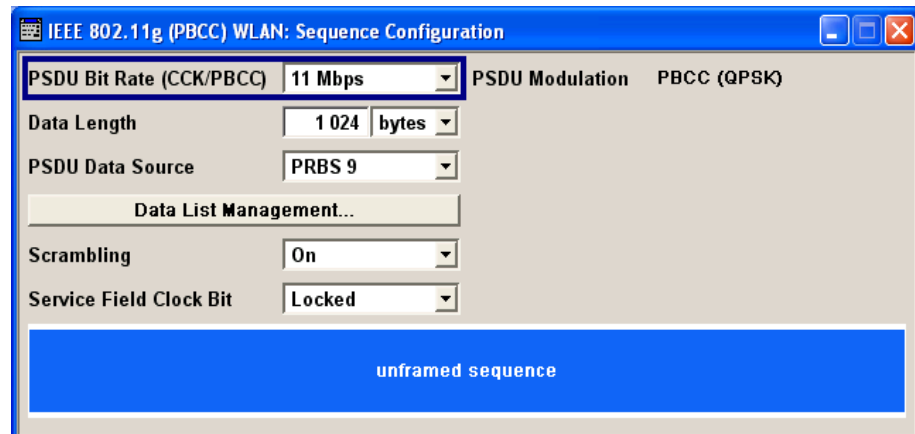 IEEE 802.11g (PBCC) WLAN: Sequence Configuration
PSDU Bit Rate (CCK/PBCC) 11 Mbps PSDU Modulation PBCC (QPSK)
Data Length 1 024 bytes
PSDU Data Source PRBS 9
Data List Management...
Scrambling On
Service Field Clock Bit Locked
unframed sequence